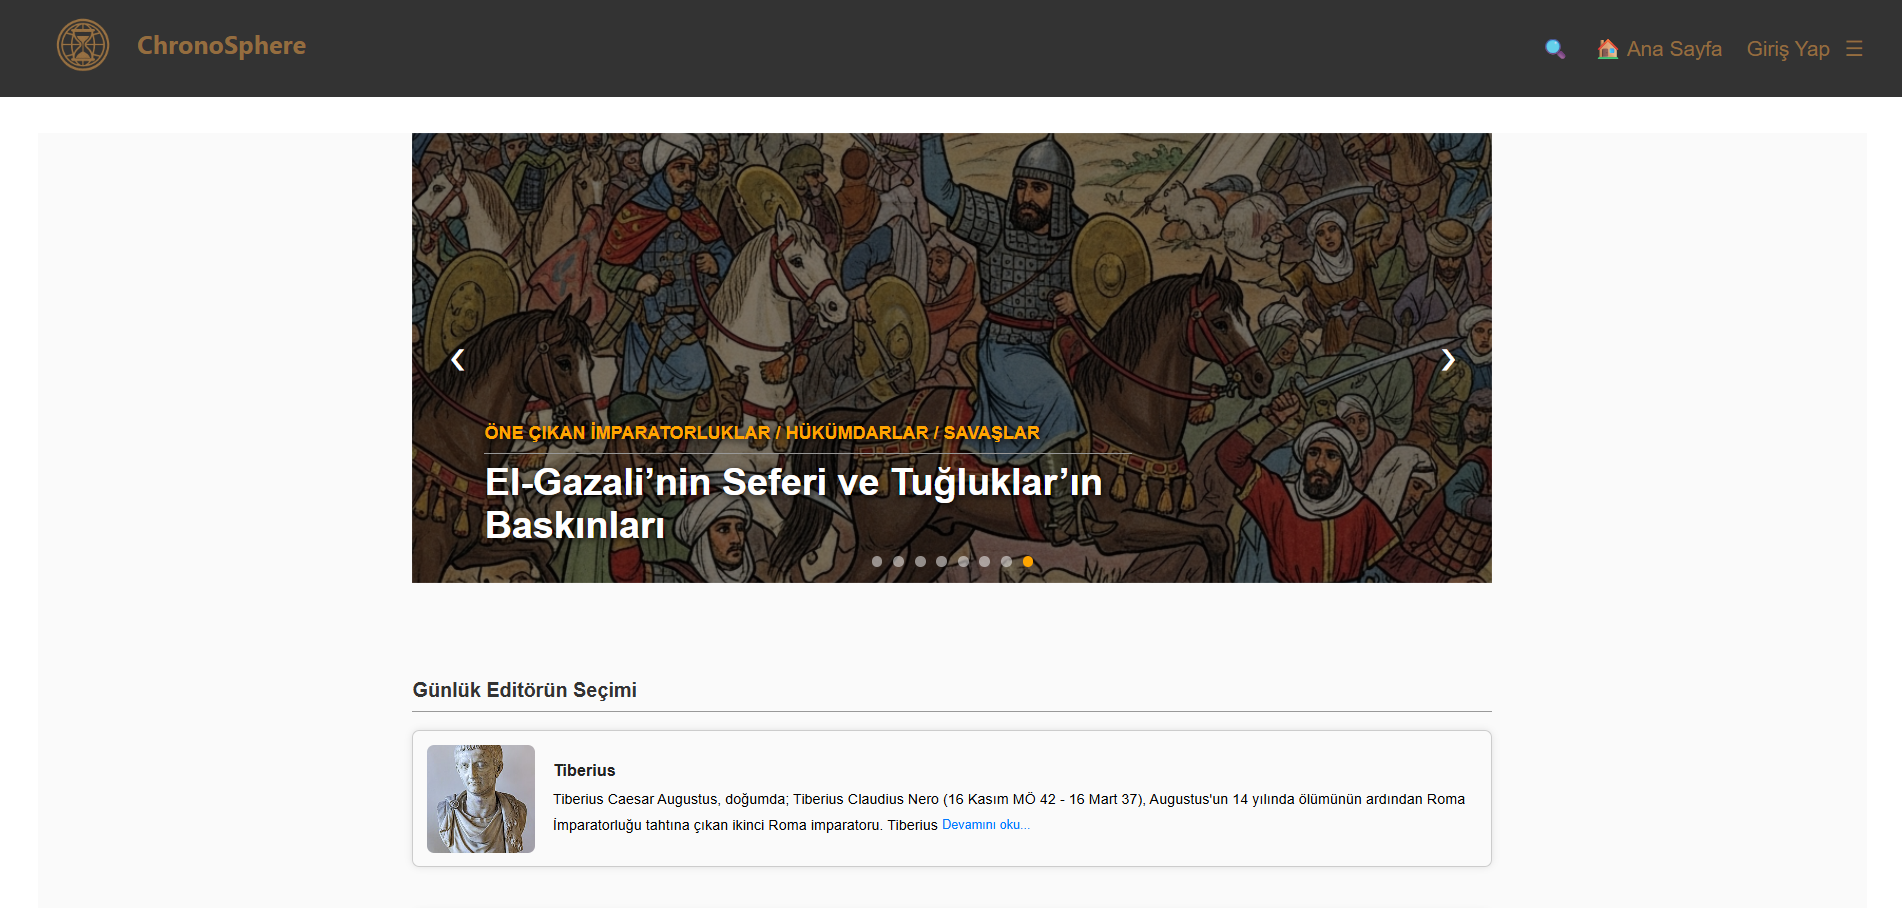 ChronoSphere
Ana Sayfa
Giriş Yap
ÖNE ÇIKAN İMPARATORLUKLAR / HÜKÜMDARLAR / SAVAŞLAR
El-Gazali’nin Seferi ve Tuğluklar’ın
Baskınları
Günlük Editörün Seçimi
Tiberius
Tiberius Caesar Augustus, doğumda; Tiberius Claudius Nero (16 Kasım MÖ 42 - 16 Mart 37), Augustus'un 14 yılında ölümünün ardından Roma
İmparatorluğu tahtına çıkan ikinci Roma imparatoru. Tiberius Devamını oku...